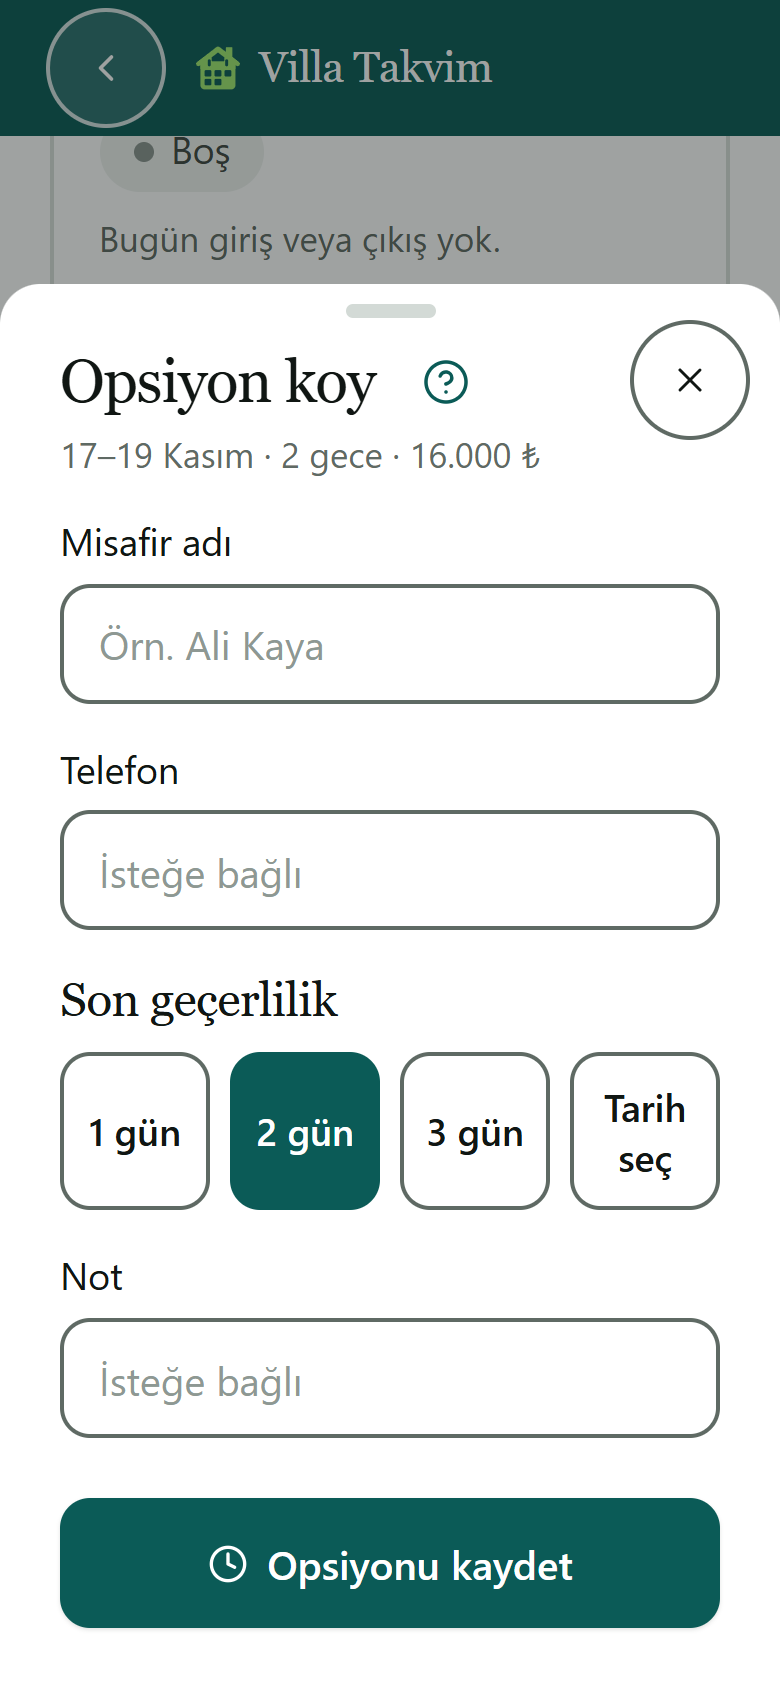 Villa Takvim
Boş
Bugün giriş veya çıkış yok.
Opsiyon koy
17–19 Kasım · 2 gece · 16.000 ₺
Misafir adı
Örn. Ali Kaya
Telefon
İsteğe bağlı
Son geçerlilik
1 gün
2 gün
3 gün
Tarih
seç
Not
İsteğe bağlı
Opsiyonu kaydet